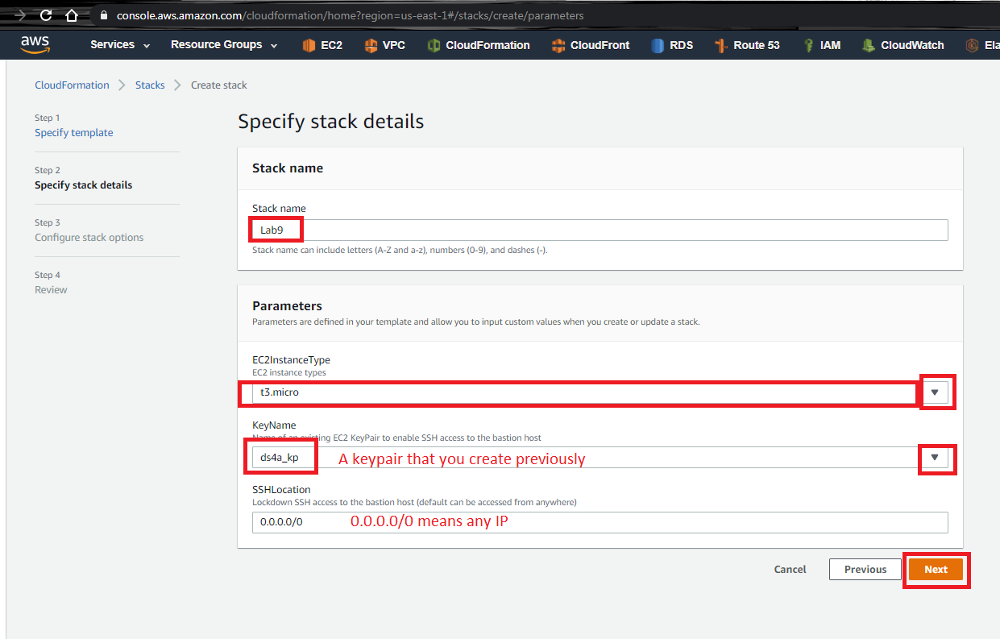 console.aws.amazon.com/cloudformation/home?region=us-east-1#/stacks/create/parameters
aws Services Resource Groups EC2 VPC CloudFormation CloudFront RDS Route 53 IAM CloudWatch Ela
CloudFormation Stacks Create stack
Step 1
Specify template
Step 2
Specify stack details
Step 3
Configure stack options
Step 4
Review
Specify stack details
Stack name
Stack name
Lab9
Stack name can include letters (A-Z and a-z), numbers (0-9), and dashes (-).
Parameters
Parameters are defined in your template and allow you to input custom values when you create or update a stack.
EC2InstanceType
EC2 instance types
t3.micro
KeyName
Name of an existing EC2 KeyPair to enable SSH access to the bastion host
ds4a_kp A keypair that you create previously
SSHLocation
Lockdown SSH access to the bastion host (default can be accessed from anywhere)
0.0.0.0/0 0.0.0.0/0 means any IP
Cancel Previous Next